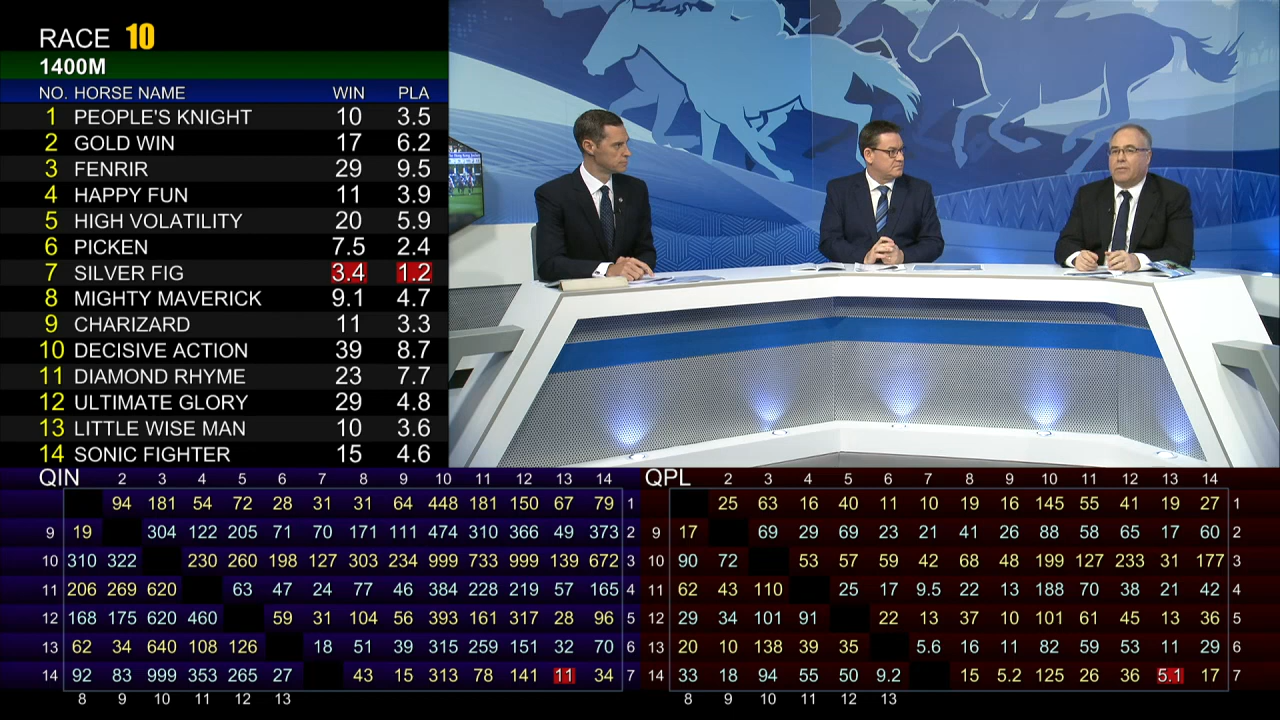 RACE 10
1400M
NO. HORSE NAME WIN PLA
1 PEOPLE'S KNIGHT 10 3.5
2 GOLD WIN 17 6.2
3 FENRIR 29 9.5
4 HAPPY FUN 11 3.9
5 HIGH VOLATILITY 20 5.9
6 PICKEN 7.5 2.4
7 SILVER FIG 3.4 1.2
8 MIGHTY MAVERICK 9.1 4.7
9 CHARIZARD 11 3.3
10 DECISIVE ACTION 39 8.7
11 DIAMOND RHYME 23 7.7
12 ULTIMATE GLORY 29 4.8
13 LITTLE WISE MAN 10 3.6
14 SONIC FIGHTER 15 4.6
QIN 2 3 4 5 6 7 8 9 10 11 12 13 14
94 181 54 72 28 31 31 64 448 181 150 67 79 1
9 19 304 122 205 71 70 171 111 474 310 366 49 373 2
10 310 322 230 260 198 127 303 234 999 733 999 139 672 3
11 206 269 620 63 47 24 77 46 384 228 219 57 165 4
12 168 175 620 460 59 31 104 56 393 161 317 28 96 5
13 62 34 640 108 126 18 51 39 315 259 151 32 70 6
14 92 83 999 353 265 27 43 15 313 78 141 11 34 7
8 9 10 11 12 13
QPL 2 3 4 5 6 7 8 9 10 11 12 13 14
25 63 16 40 11 10 19 16 145 55 41 19 27 1
9 17 69 29 69 23 21 41 26 88 58 65 17 60 2
10 90 72 53 57 59 42 68 48 199 127 233 31 177 3
11 62 43 110 25 17 9.5 22 13 188 70 38 21 42 4
12 29 34 101 91 22 13 37 10 101 61 45 13 36 5
13 20 10 138 39 35 5.6 16 11 82 59 53 11 29 6
14 33 18 94 55 50 9.2 15 5.2 125 26 36 5.1 17 7
8 9 10 11 12 13